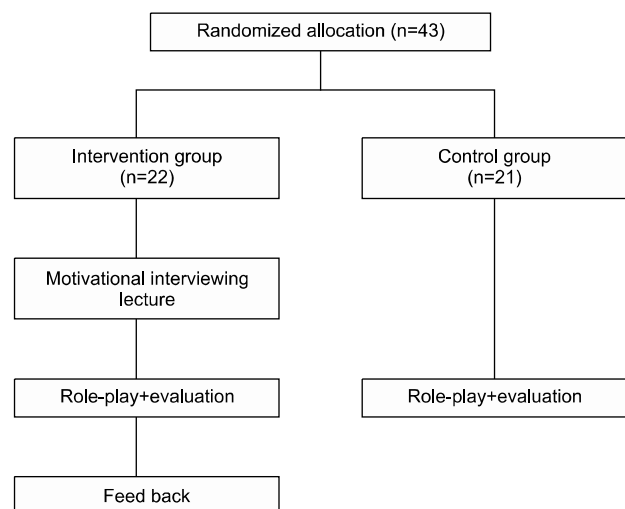 Randomized allocation (n=43)
Intervention group
(n=22)
Control group
(n=21)
Motivational interviewing
lecture
Role-play+evaluation
Role-play+evaluation
Feed back